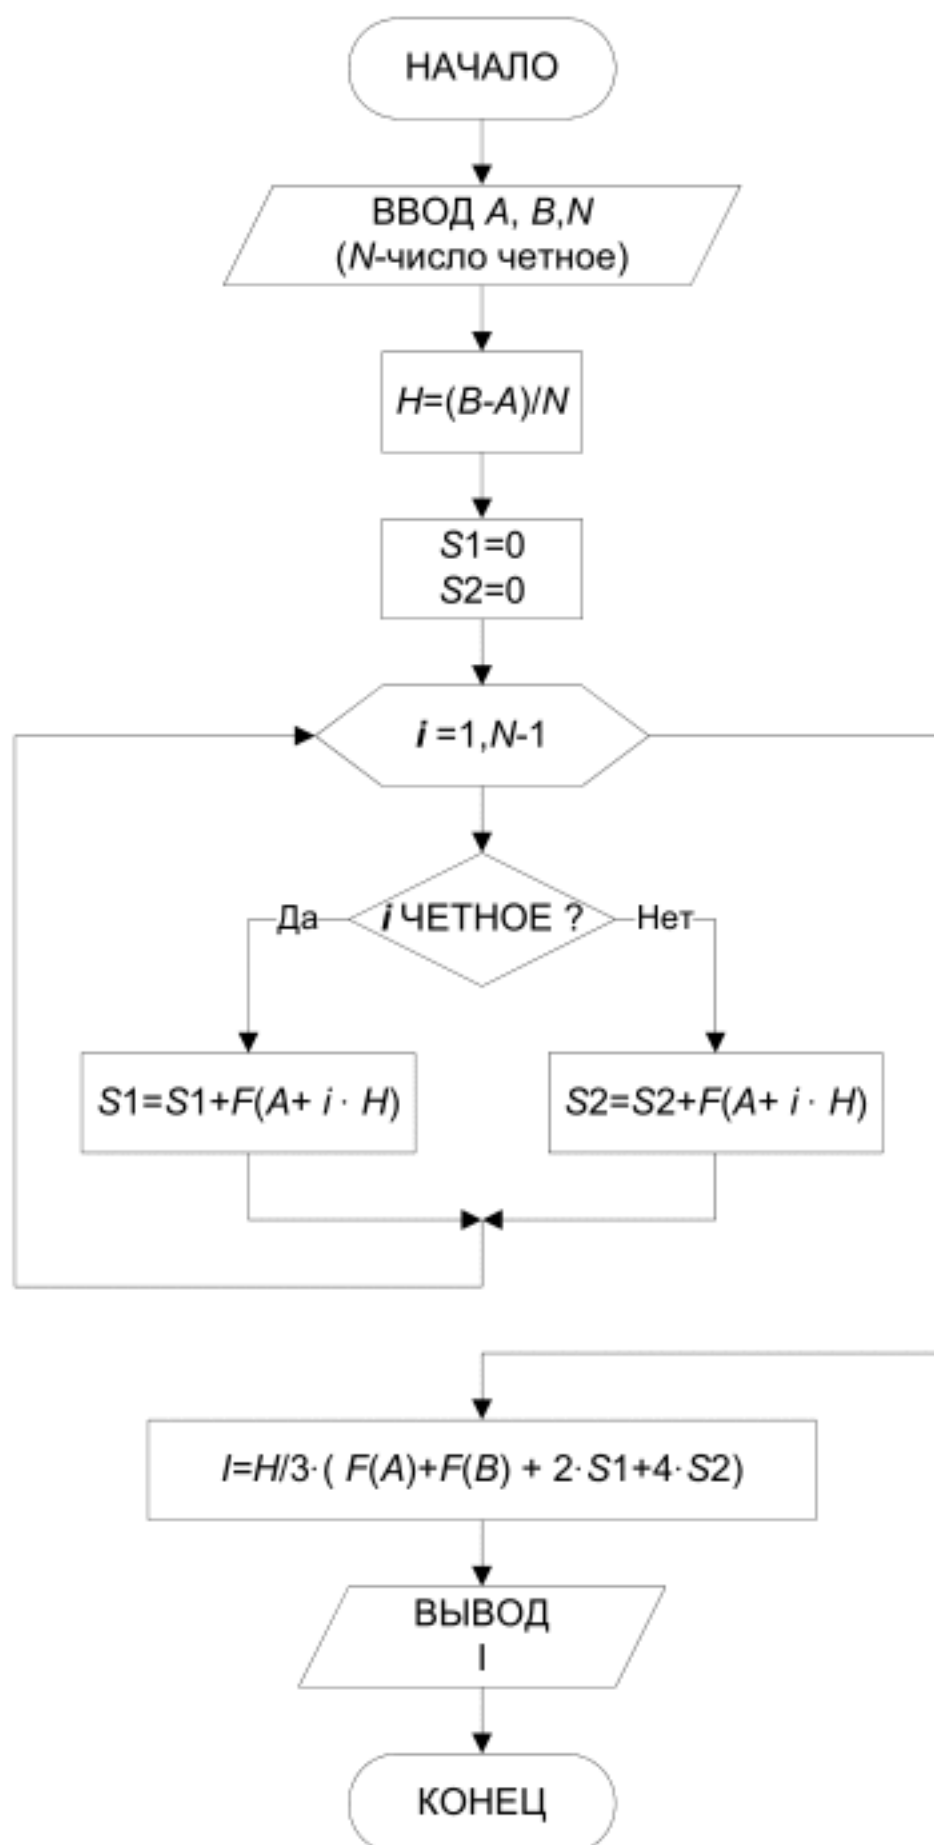 НАЧАЛО
ВВОД A, B,N
(N-число четное)
H=(B-A)/N
S1=0
S2=0
i =1,N-1
Да
i ЧЕТНОЕ ?
Нет
S1=S1+F(A+ i · H)
S2=S2+F(A+ i · H)
I=H/3·( F(A)+F(B) + 2·S1+4·S2)
ВЫВОД
I
КОНЕЦ